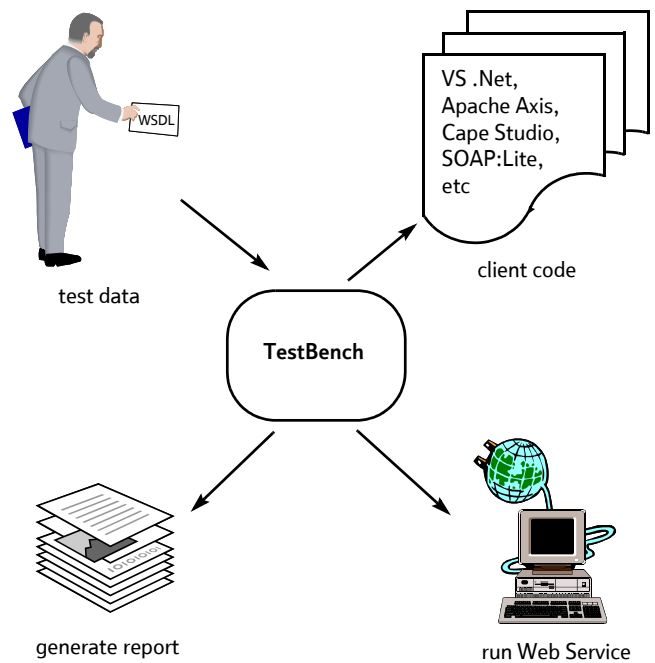 WSDL
VS .Net,
Apache Axis,
Cape Studio,
SOAP:Lite,
etc
client code
test data
TestBench
1010101011
generate report
run Web Service